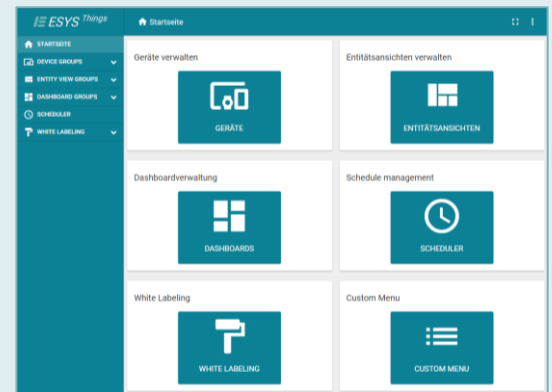 ESYS Things
Startseite
STARTSEITE
DEVICE GROUPS
ENTITY VIEW GROUPS
DASHBOARD GROUPS
SCHEDULER
WHITE LABELING
Geräte verwalten
Entitätsansichten verwalten
GERÄTE
ENTITÄTSANSICHTEN
Dashboardverwaltung
Schedule management
DASHBOARDS
SCHEDULER
White Labeling
Custom Menu
WHITE LABELING
CUSTOM MENU